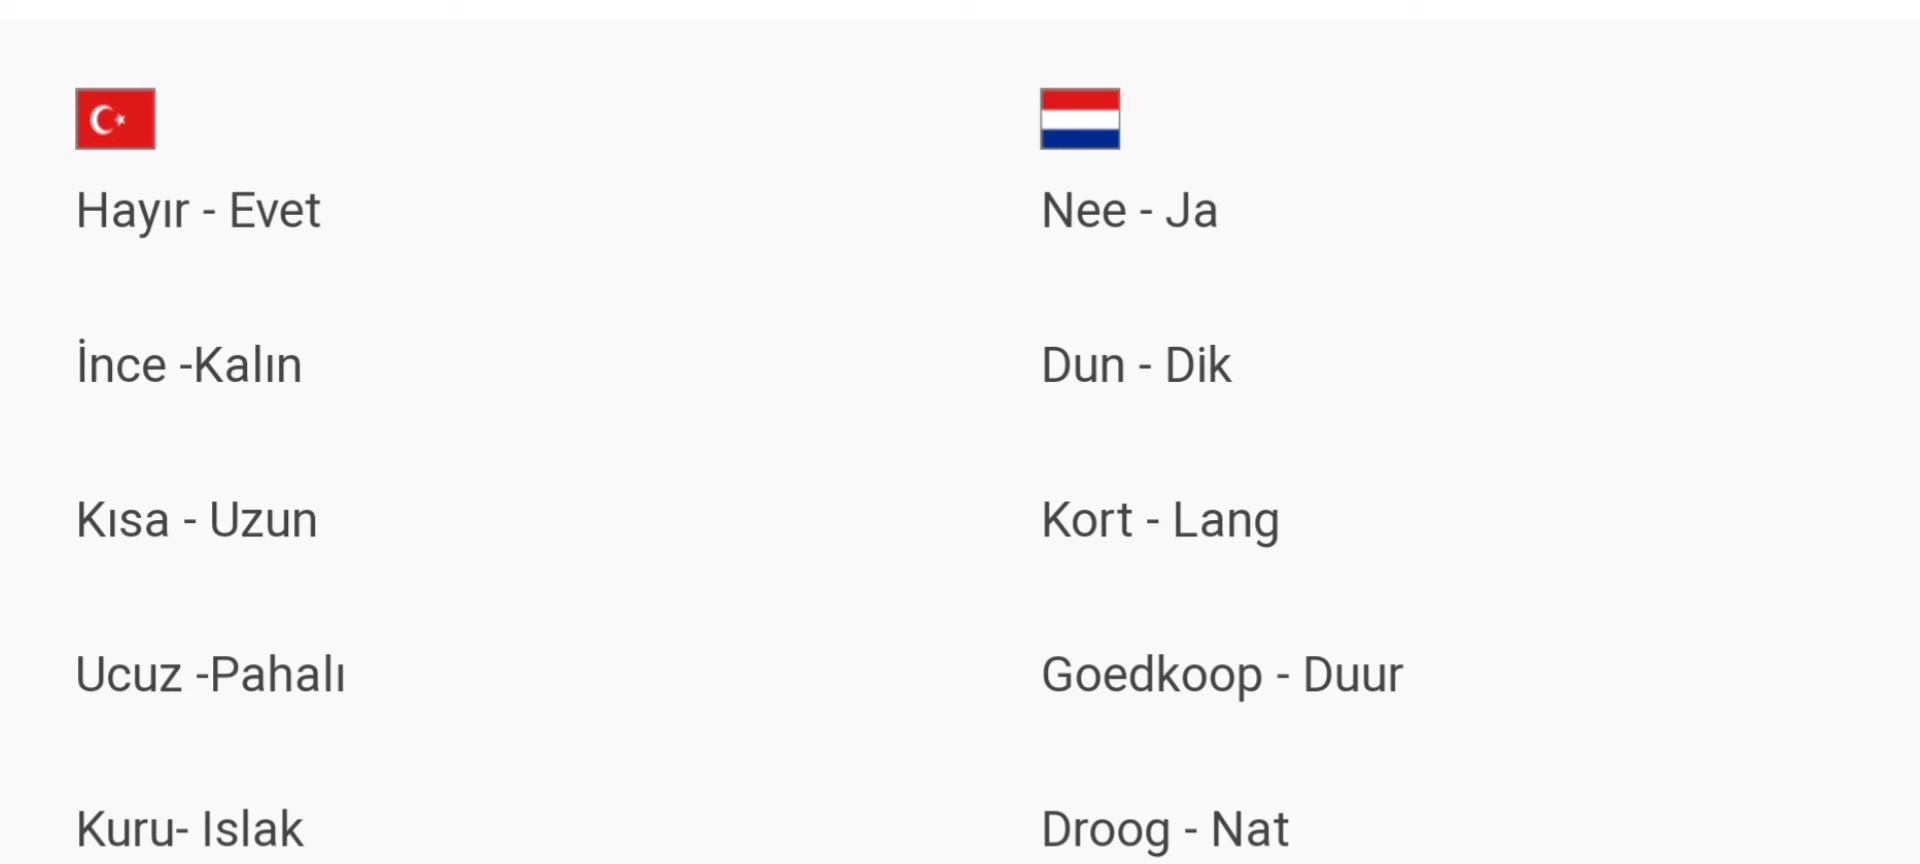 Hayır - Evet
Nee - Ja
İnce -Kalın
Dun - Dik
Kısa - Uzun
Kort - Lang
Ucuz -Pahalı
Goedkoop - Duur
Kuru- Islak
Droog - Nat